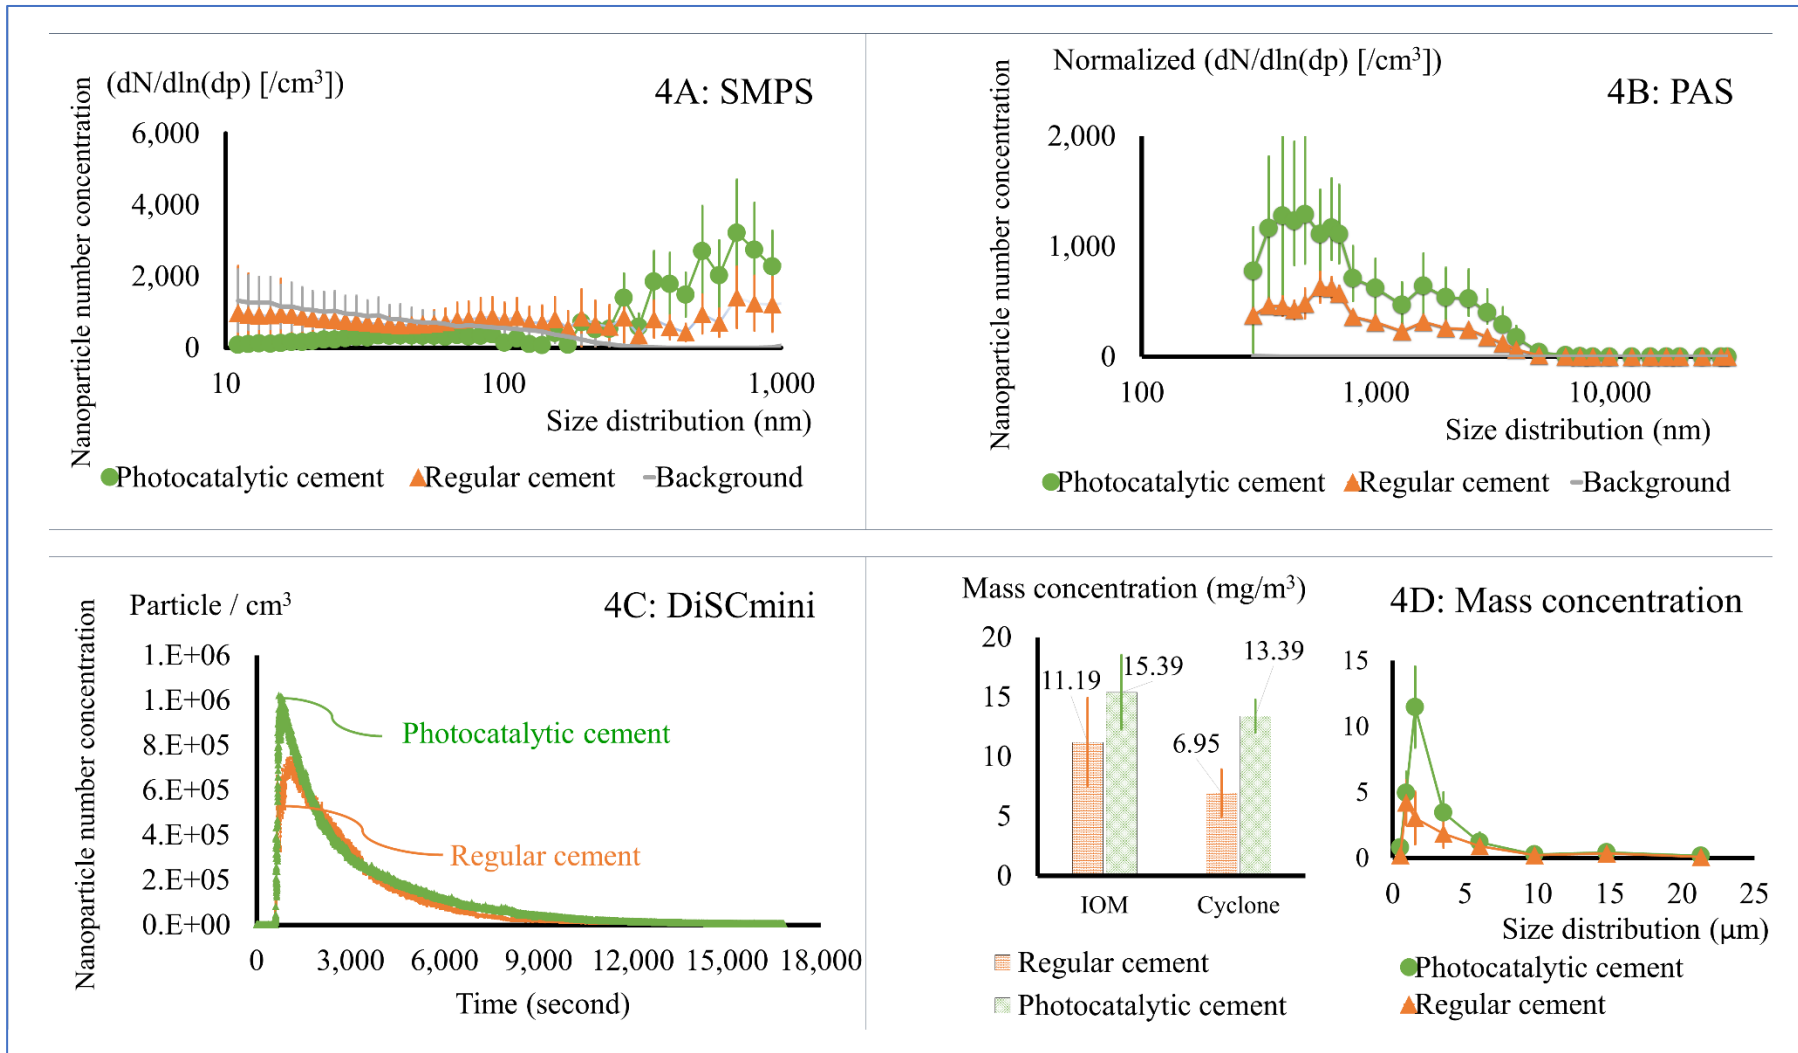 (dN/dln(dp) [/cm³])
4A: SMPS
Nanoparticle number concentration
6,000
4,000
2,000
0
10
100
1,000
Size distribution (nm)
Photocatalytic cement
Regular cement
Background
Normalized (dN/dln(dp) [/cm³])
4B: PAS
Nanoparticle number concentration
2,000
1,000
0
100
1,000
10,000
Size distribution (nm)
Photocatalytic cement
Regular cement
Background
Particle / cm³
4C: DiSCmini
Nanoparticle number concentration
1.E+06
1.E+06
8.E+05
6.E+05
4.E+05
2.E+05
0.E+00
Photocatalytic cement
Regular cement
0
3,000
6,000
9,000
12,000
15,000
18,000
Time (second)
Mass concentration (mg/m³)
4D: Mass concentration
20
15
10
5
0
11.19
15.39
6.95
13.39
IOM
Cyclone
Regular cement
Photocatalytic cement
15
10
5
0
0
5
10
15
20
25
Size distribution (µm)
Photocatalytic cement
Regular cement